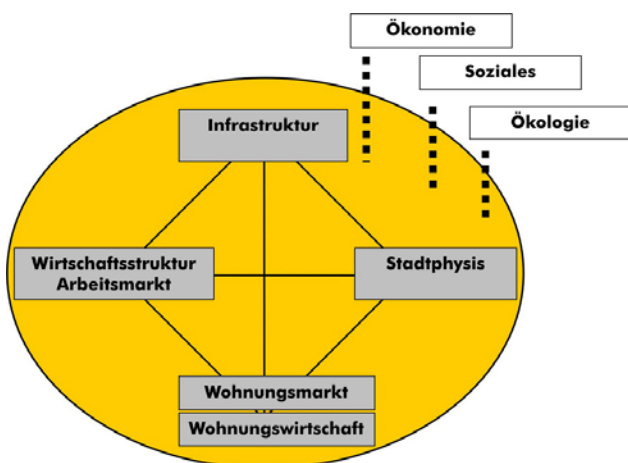 Ökonomie
Soziales
Ökologie
Infrastruktur
Wirtschaftsstruktur
Arbeitsmarkt
Stadtphysis
Wohnungsmarkt
Wohnungswirtschaft